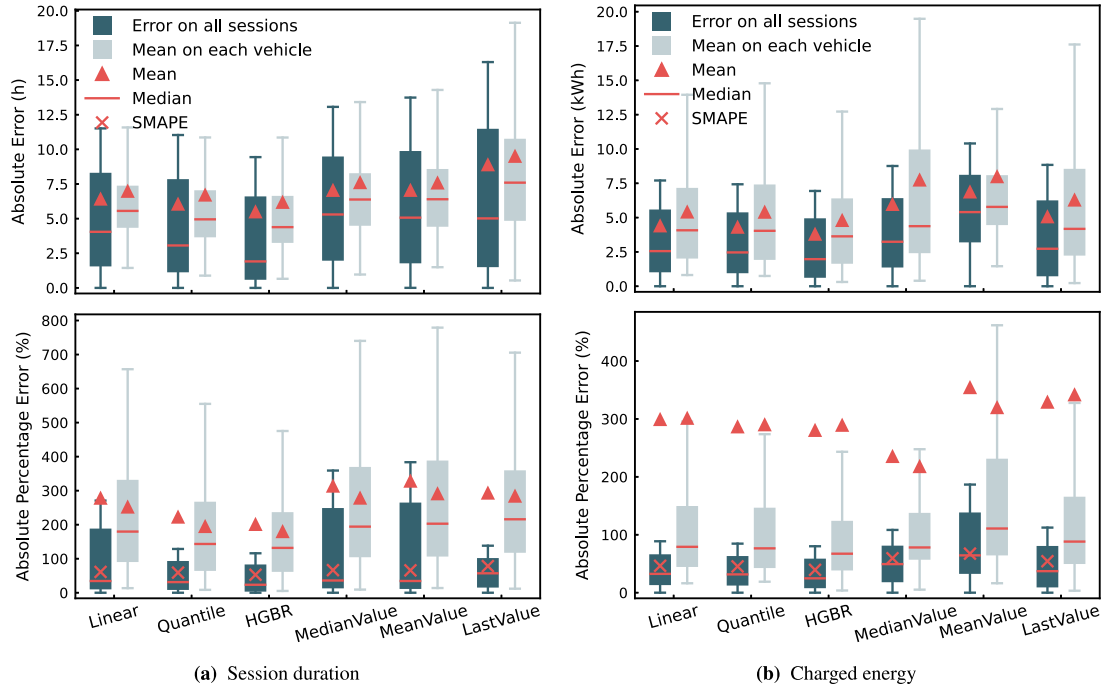 20.0
17.5
15.0
12.5
10.0
7.5
5.0
2.5
0.0
Absolute Error (h)
Error on all sessions
Mean on each vehicle
Mean
Median
SMAPE
20.0
17.5
15.0
12.5
10.0
7.5
5.0
2.5
0.0
Absolute Error (kWh)
Error on all sessions
Mean on each vehicle
Mean
Median
SMAPE
800
700
600
500
400
300
200
100
0
Absolute Percentage Error (%)
Linear
Quantile
HGBR
MedianValue
MeanValue
LastValue
400
300
200
100
0
Absolute Percentage Error (%)
Linear
Quantile
HGBR
MedianValue
MeanValue
LastValue
(a) Session duration
(b) Charged energy